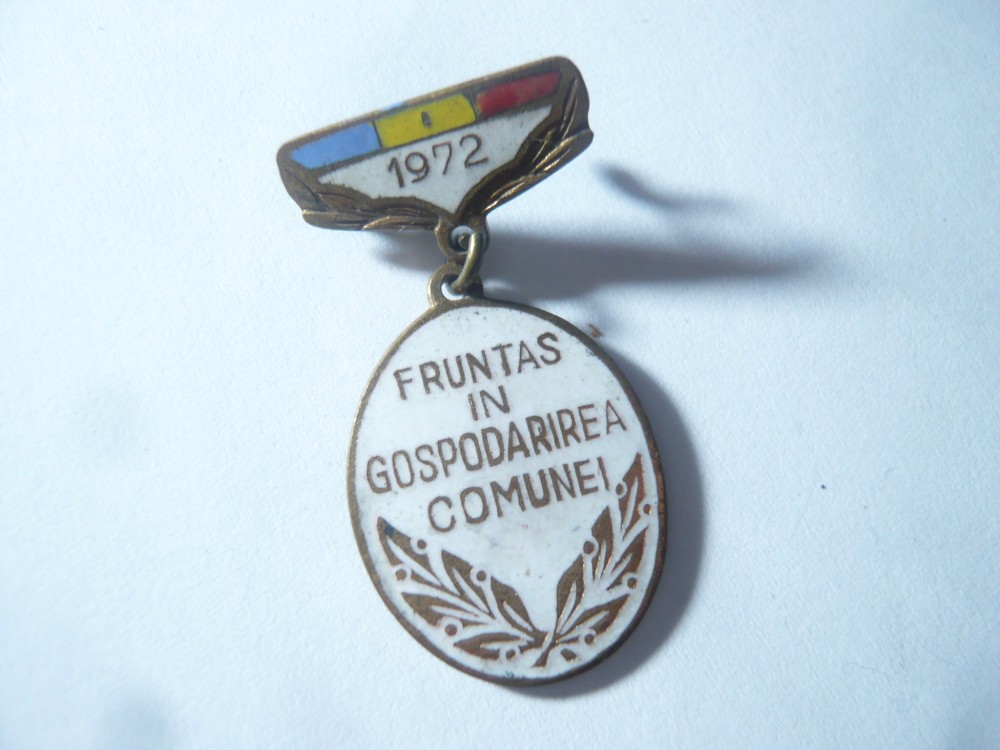 1972
FRUNTAS
IN
GOSPODARIREA
COMUNEI